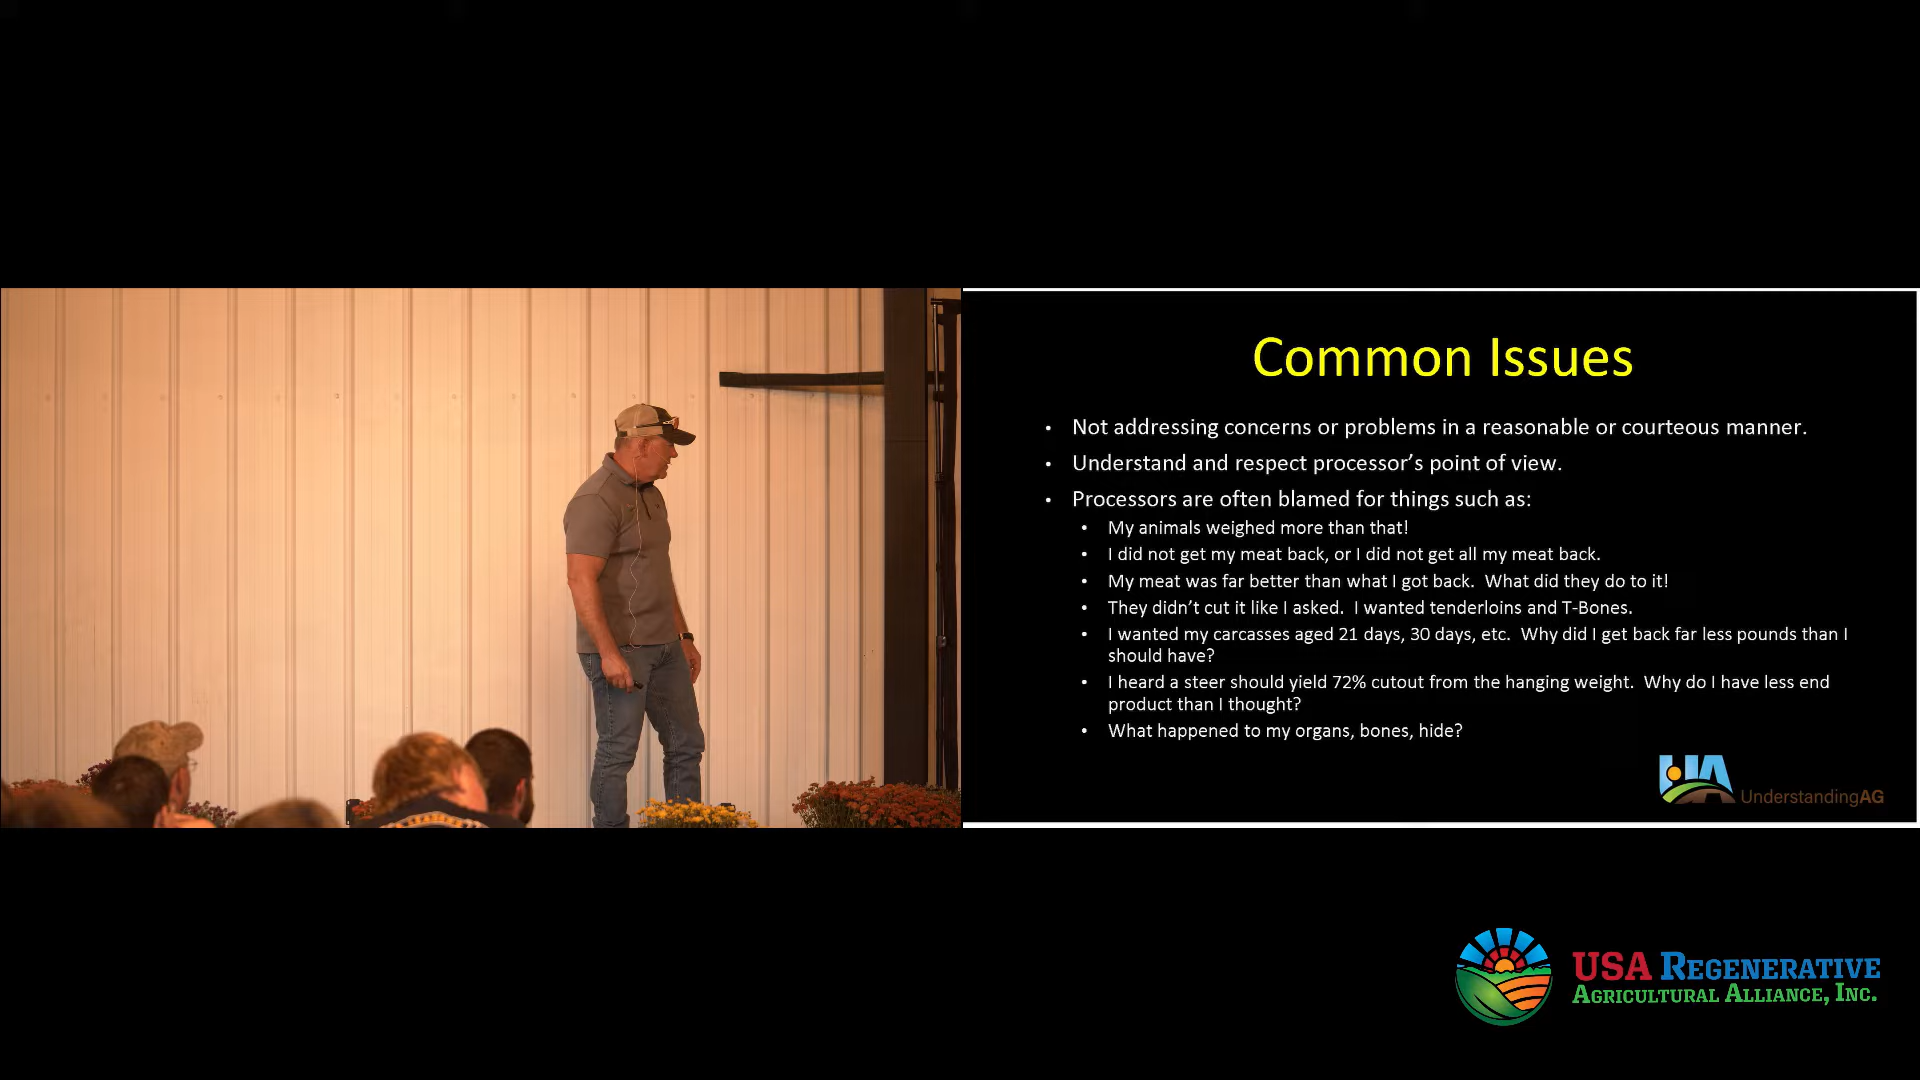 Common Issues
• Not addressing concerns or problems in a reasonable or courteous manner.
• Understand and respect processor's point of view.
• Processors are often blamed for things such as:
• My animals weighed more than that!
• I did not get my meat back, or I did not get all my meat back.
• My meat was far better than what I got back.  What did they do to it!
• They didn't cut it like I asked.  I wanted tenderloins and T-Bones.
• I wanted my carcasses aged 21 days, 30 days, etc.  Why did I get back far less pounds than I
should have?
• I heard a steer should yield 72% cutout from the hanging weight.  Why do I have less end
product than I thought?
• What happened to my organs, bones, hide?
UA
UnderstandingAG
USA REGENERATIVE
AGRICULTURAL ALLIANCE, INC.